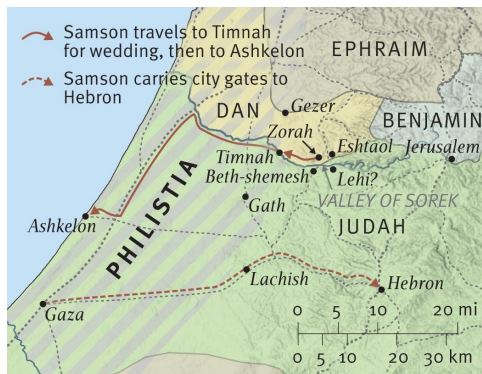 Samson travels to Timnah
for wedding, then to Ashkelon
Samson carries city gates to
Hebron
EPHRAIM
DAN
Gezer
BENJAMIN
Zorah
Eshtaol
Jerusalem
Timnah
Beth-shemesh
Lehi?
VALLEY OF SOREK
Gath
PHILISTIA
JUDAH
Ashkelon
Lachish
Hebron
Gaza
0 5 10 20 mi
0 5 10 20 30 km